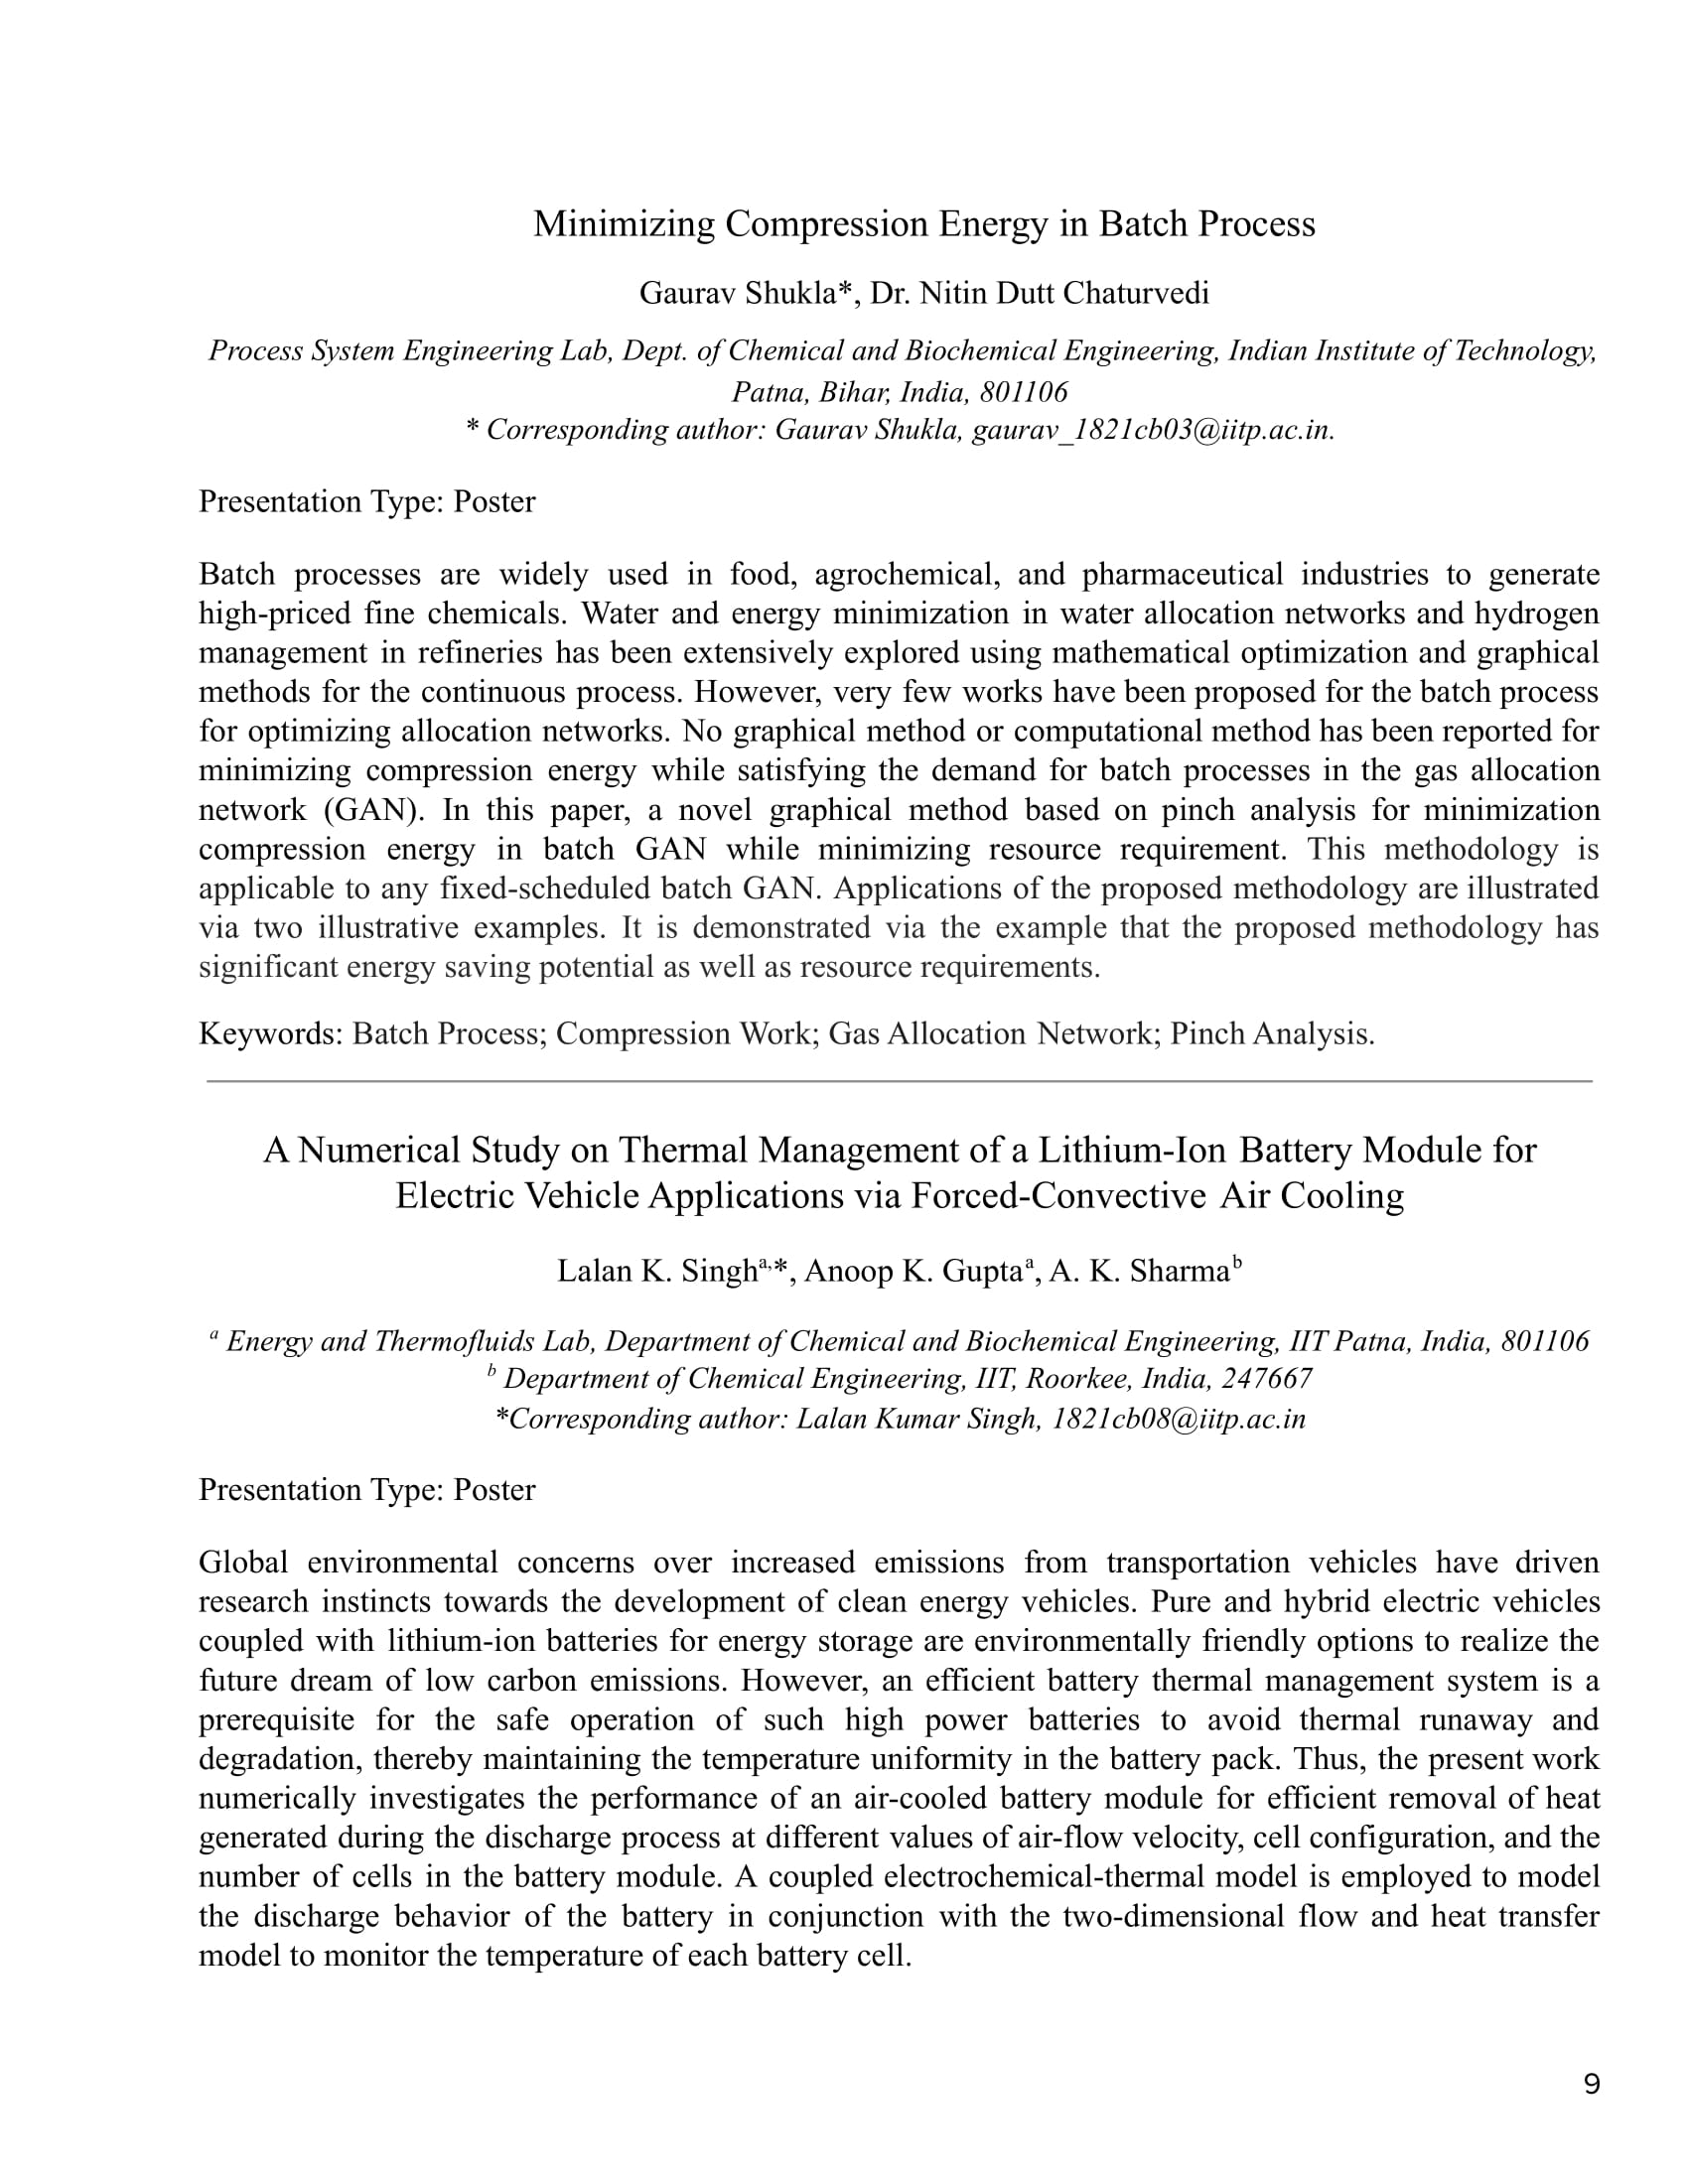 Minimizing Compression Energy in Batch Process
Gaurav Shukla*, Dr. Nitin Dutt Chaturvedi
Process System Engineering Lab, Dept. of Chemical and Biochemical Engineering, Indian Institute of Technology,
Patna, Bihar, India, 801106
* Corresponding author: Gaurav Shukla, gaurav_1821cb03@iitp.ac.in.
Presentation Type: Poster
Batch processes are widely used in food, agrochemical, and pharmaceutical industries to generate
high-priced fine chemicals. Water and energy minimization in water allocation networks and hydrogen
management in refineries has been extensively explored using mathematical optimization and graphical
methods for the continuous process. However, very few works have been proposed for the batch process
for optimizing allocation networks. No graphical method or computational method has been reported for
minimizing compression energy while satisfying the demand for batch processes in the gas allocation
network (GAN). In this paper, a novel graphical method based on pinch analysis for minimization
compression energy in batch GAN while minimizing resource requirement. This methodology is
applicable to any fixed-scheduled batch GAN. Applications of the proposed methodology are illustrated
via two illustrative examples. It is demonstrated via the example that the proposed methodology has
significant energy saving potential as well as resource requirements.
Keywords: Batch Process; Compression Work; Gas Allocation Network; Pinch Analysis.
A Numerical Study on Thermal Management of a Lithium-Ion Battery Module for
Electric Vehicle Applications via Forced-Convective Air Cooling
Lalan K. Singhᵃ,*, Anoop K. Guptaᵃ, A. K. Sharmaᵇ
ᵃ Energy and Thermofluids Lab, Department of Chemical and Biochemical Engineering, IIT Patna, India, 801106
ᵇ Department of Chemical Engineering, IIT, Roorkee, India, 247667
*Corresponding author: Lalan Kumar Singh, 1821cb08@iitp.ac.in
Presentation Type: Poster
Global environmental concerns over increased emissions from transportation vehicles have driven
research instincts towards the development of clean energy vehicles. Pure and hybrid electric vehicles
coupled with lithium-ion batteries for energy storage are environmentally friendly options to realize the
future dream of low carbon emissions. However, an efficient battery thermal management system is a
prerequisite for the safe operation of such high power batteries to avoid thermal runaway and
degradation, thereby maintaining the temperature uniformity in the battery pack. Thus, the present work
numerically investigates the performance of an air-cooled battery module for efficient removal of heat
generated during the discharge process at different values of air-flow velocity, cell configuration, and the
number of cells in the battery module. A coupled electrochemical-thermal model is employed to model
the discharge behavior of the battery in conjunction with the two-dimensional flow and heat transfer
model to monitor the temperature of each battery cell.
9